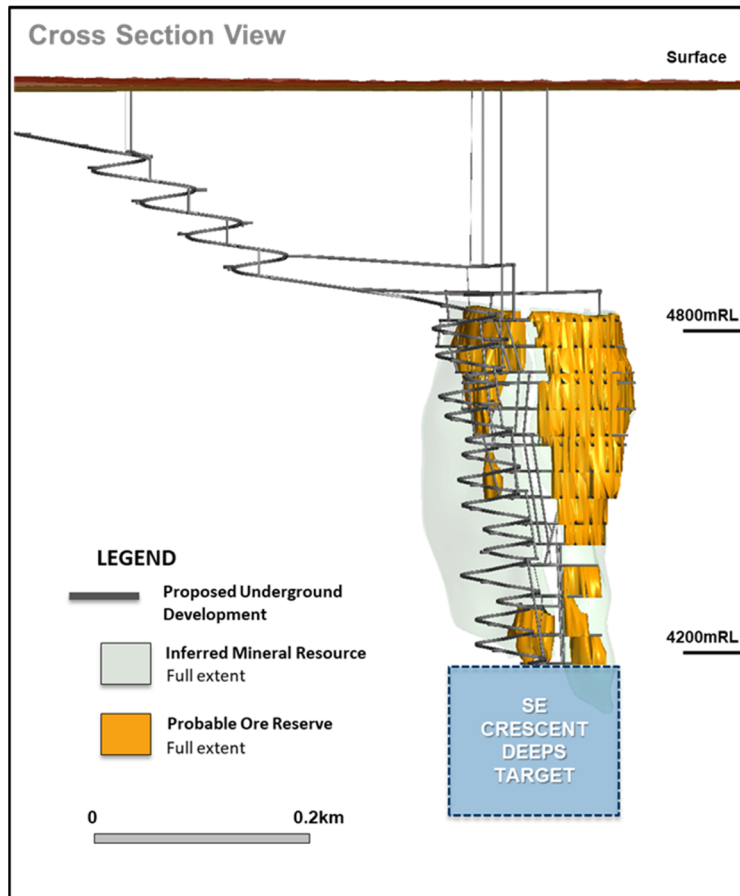 Cross Section View
Surface
4800mRL
4200mRL
LEGEND
Proposed Underground
Development
Inferred Mineral Resource
Full extent
Probable Ore Reserve
Full extent
0 0.2km
SE
CRESCENT
DEEPS
TARGET